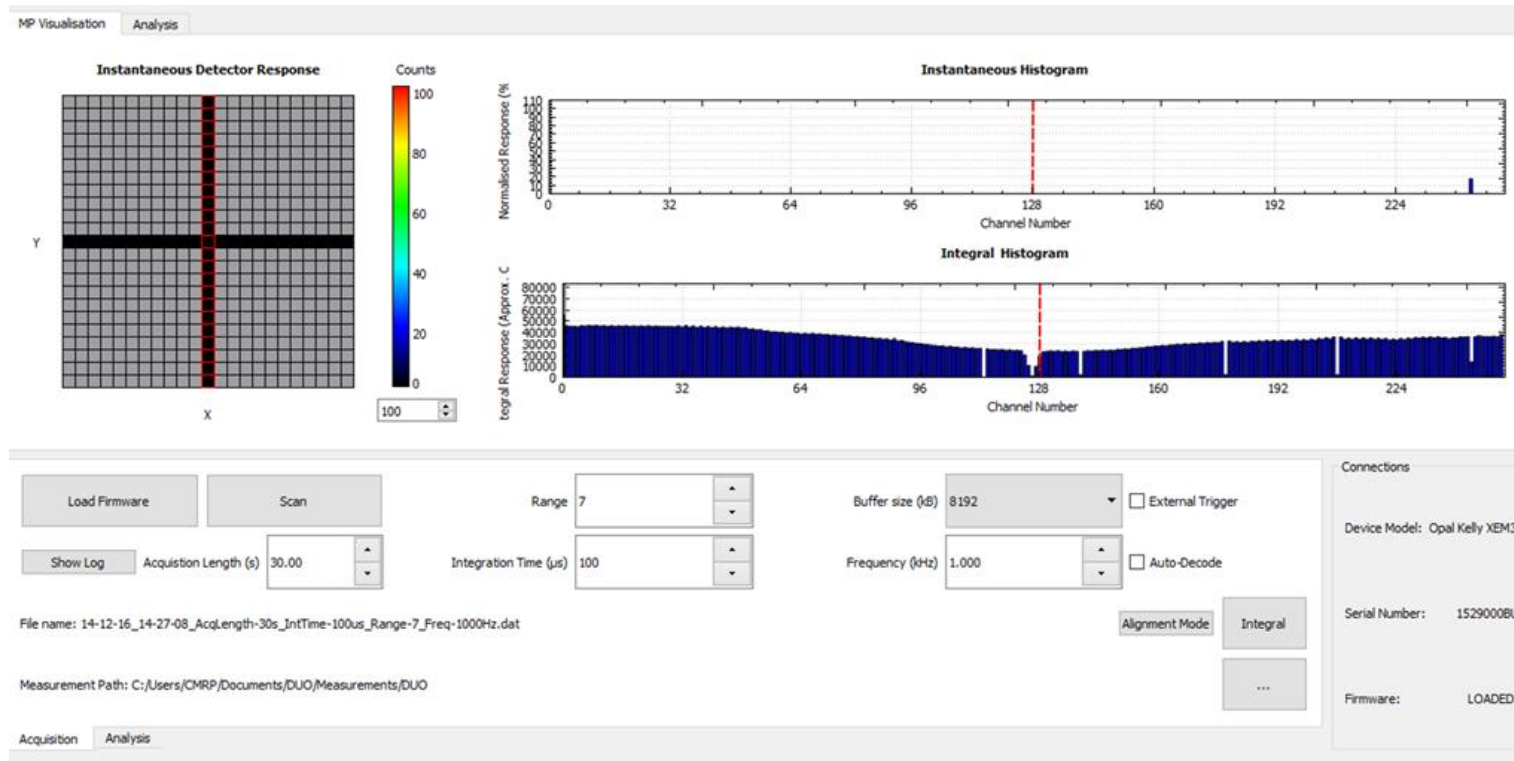 MP Visualisation Analysis
Instantaneous Detector Response
Counts
Instantaneous Histogram
100
80
60
40
20
0
100
Y
X
Normalised Response (%
110
100
90
80
70
60
50
40
30
20
10
0
0 32 64 96 128 160 192 224
Channel Number
Integral Histogram
tegral Response (Approx. C
80000
70000
60000
50000
40000
30000
20000
10000
0
0 32 64 96 128 160 192 224
Channel Number
Load Firmware Scan Range 7 Buffer size (kB) 8192 External Trigger
Show Log Acquistion Length (s) 30.00 Integration Time (µs) 100 Frequency (kHz) 1.000 Auto-Decode
File name: 14-12-16_14-27-08_AcqLength-30s_IntTime-100us_Range-7_Freq-1000Hz.dat
Alignment Mode Integral
Measurement Path: C:/Users/CMRP/Documents/DUO/Measurements/DUO
...
Acquisition Analysis
Connections
Device Model: Opal Kelly XEM3
Serial Number: 1529000BU
Firmware: LOADED